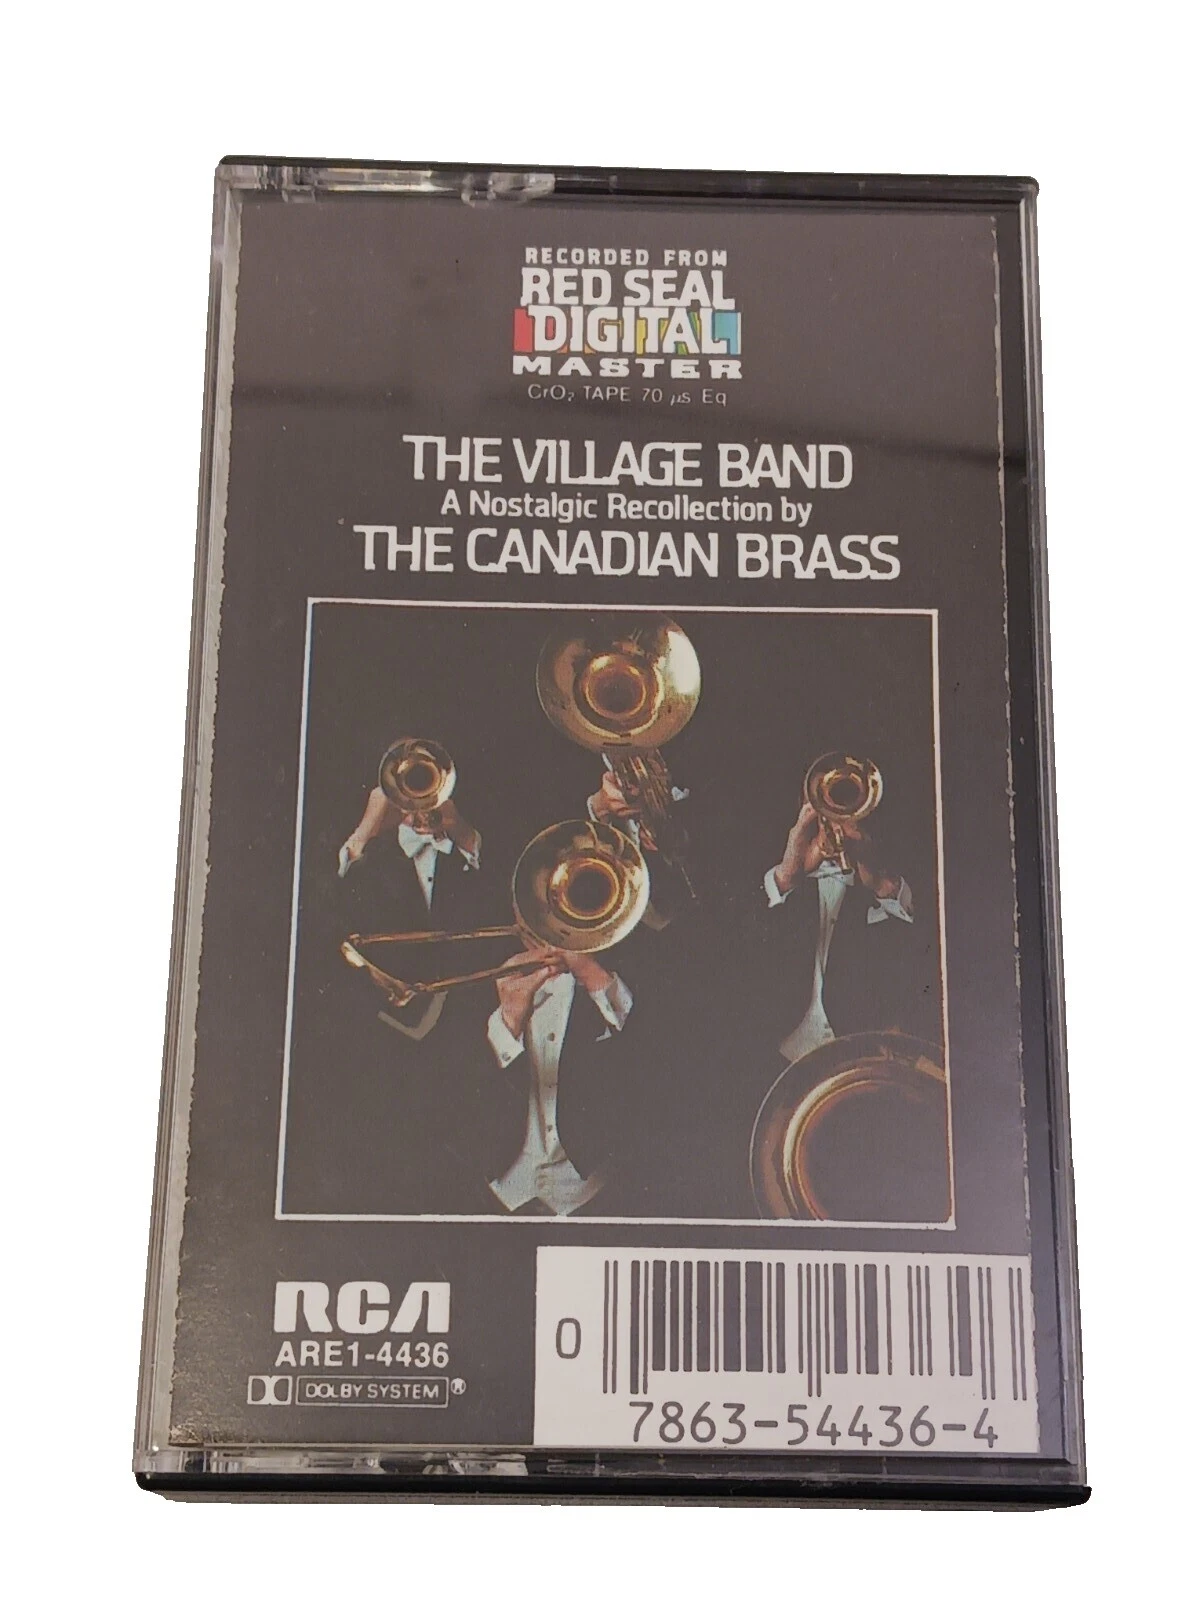 RECORDED FROM
RED SEAL
DIGITAL
MASTER
CrO₂ TAPE 70 µs Eq
THE VILLAGE BAND
A Nostalgic Recollection by
THE CANADIAN BRASS
RCA
ARE1-4436
DOLBY SYSTEM ®
0
7863-54436-4